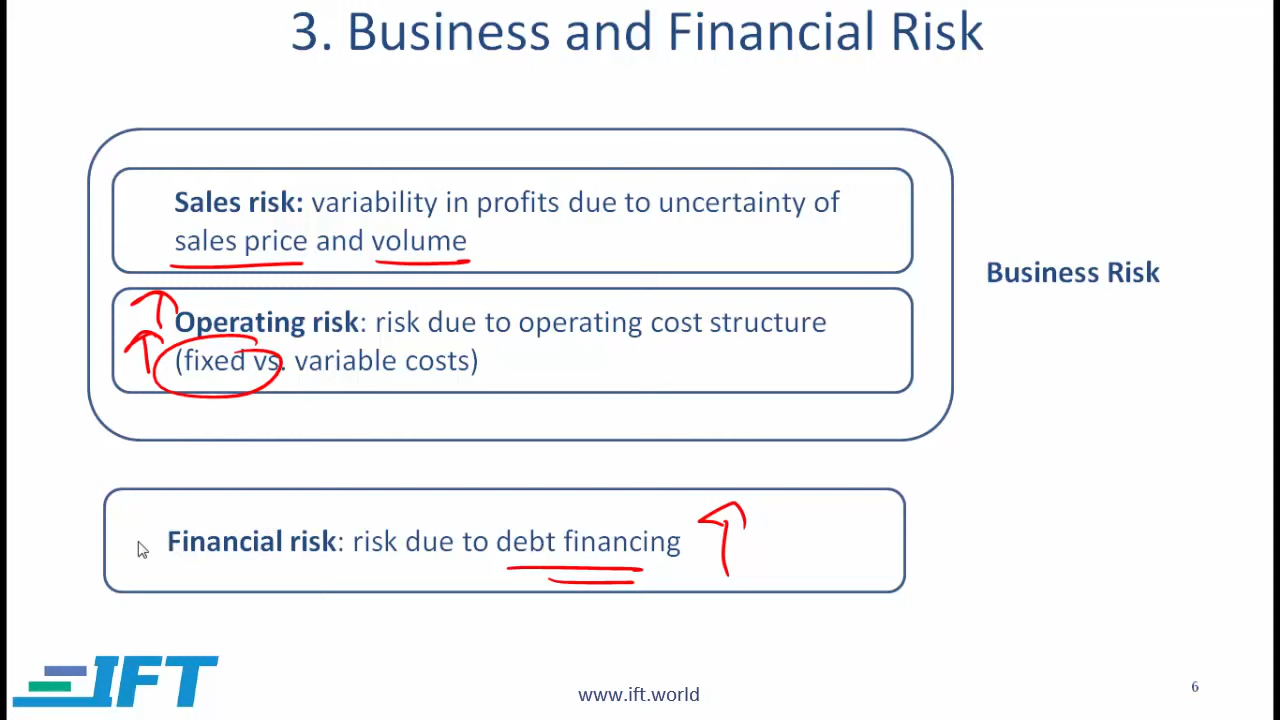 3. Business and Financial Risk
Sales risk: variability in profits due to uncertainty of
sales price and volume
Operating risk: risk due to operating cost structure
(fixed vs. variable costs)
Business Risk
Financial risk: risk due to debt financing
IFT
www.ift.world
6